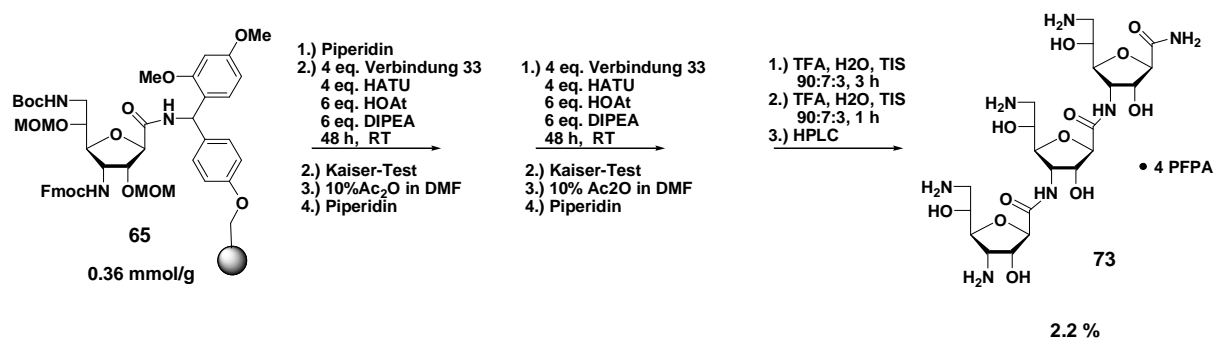 OMe
MeO
BocHN
O
H
N
MOMO
O
FmocHN
OMOM
O
65
0.36 mmol/g
1.) Piperidin
2.) 4 eq. Verbindung 33
4 eq. HATU
6 eq. HOAt
6 eq. DIPEA
48 h, RT
2.) Kaiser-Test
3.) 10%Ac₂O in DMF
4.) Piperidin
1.) 4 eq. Verbindung 33
4 eq. HATU
6 eq. HOAt
6 eq. DIPEA
48 h, RT
2.) Kaiser-Test
3.) 10% Ac2O in DMF
4.) Piperidin
1.) TFA, H2O, TIS
90:7:3, 3 h
2.) TFA, H2O, TIS
90:7:3, 1 h
3.) HPLC
H₂N
HO
O
O
NH₂
H₂N
O
HN
OH
HO
O
H₂N
O
HN
OH
HO
O
H₂N
OH
• 4 PFPA
73
2.2 %